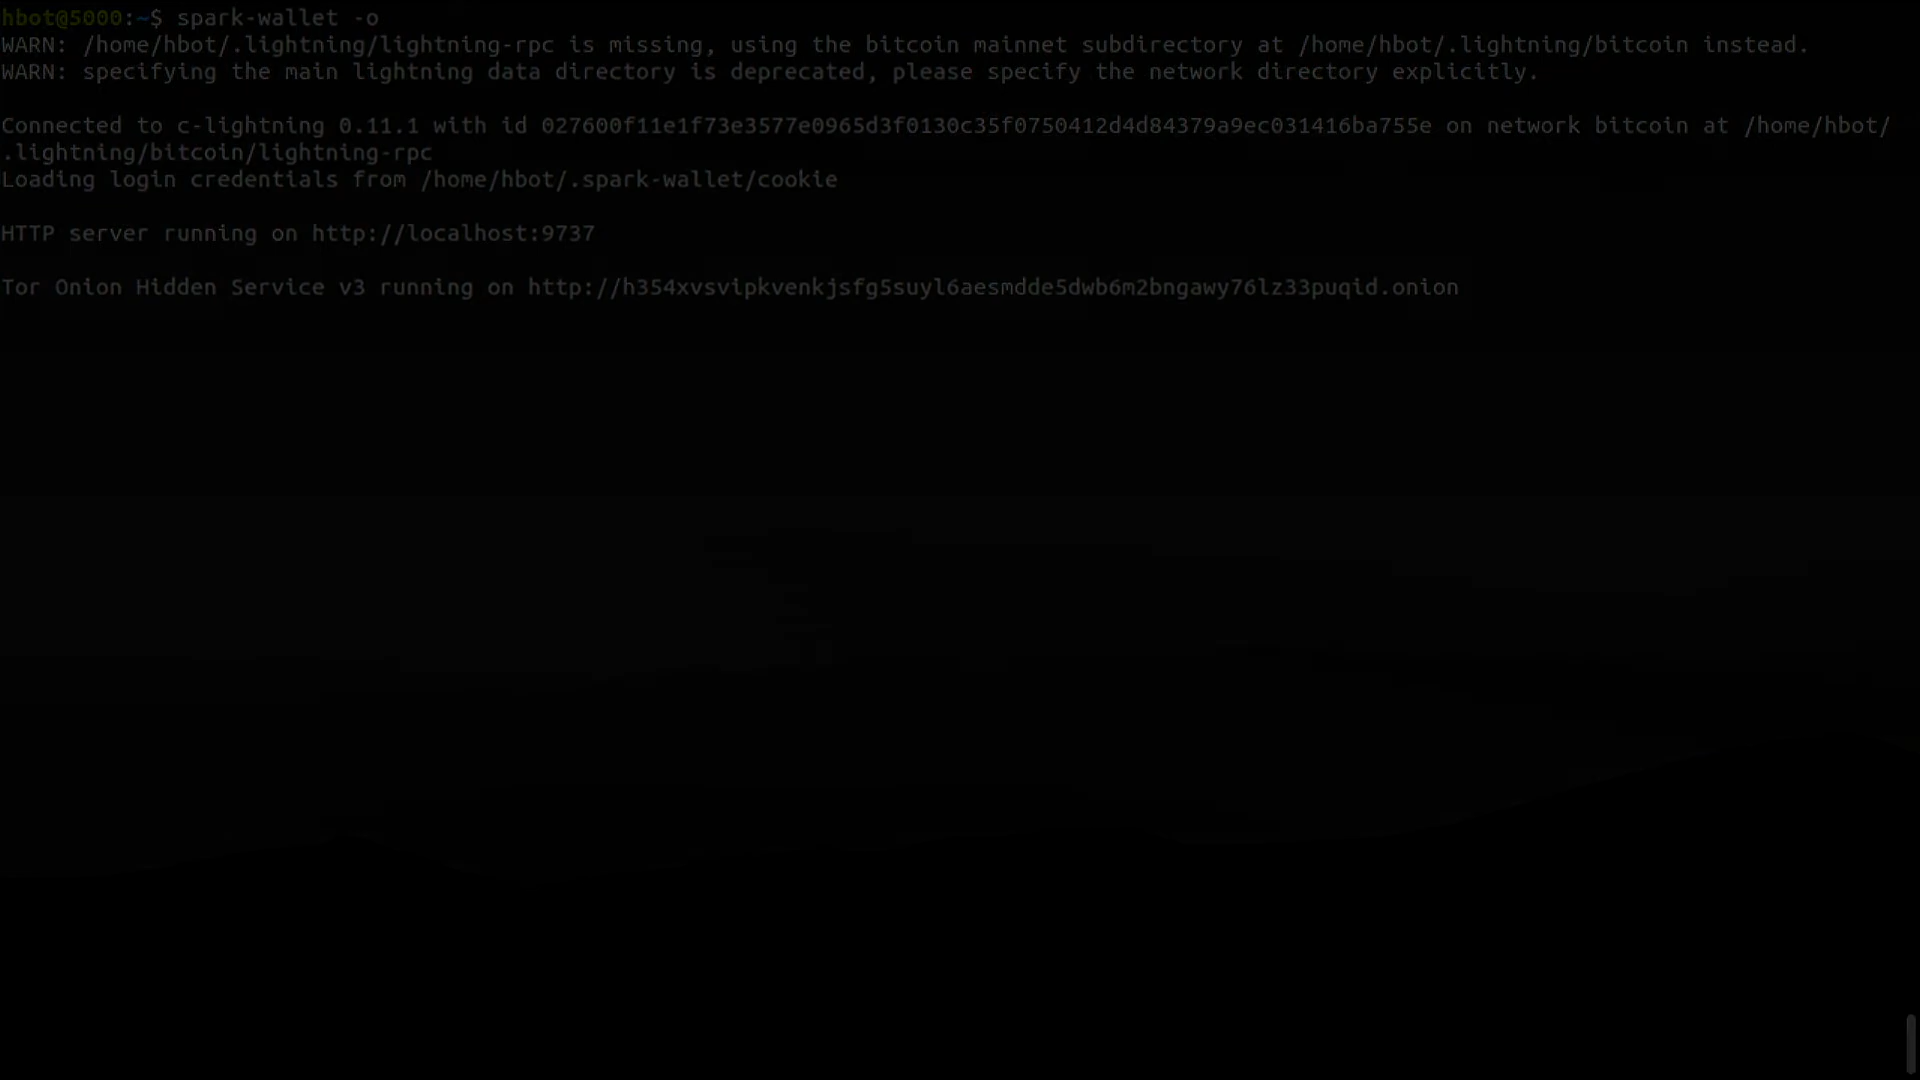 hbot@5000:~$ spark-wallet -o
WARN: /home/hbot/.lightning/lightning-rpc is missing, using the bitcoin mainnet subdirectory at /home/hbot/.lightning/bitcoin instead.
WARN: specifying the main lightning data directory is deprecated, please specify the network directory explicitly.
Connected to c-lightning 0.11.1 with id 027600f11e1f73e3577e0965d3f0130c35f0750412d4d84379a9ec031416ba755e on network bitcoin at /home/hbot/
.lightning/bitcoin/lightning-rpc
Loading login credentials from /home/hbot/.spark-wallet/cookie
HTTP server running on http://localhost:9737
Tor Onion Hidden Service v3 running on http://h354xvsvipkvenkjsfg5suyl6aesmdde5dwb6m2bngawy76lz33puqid.onion